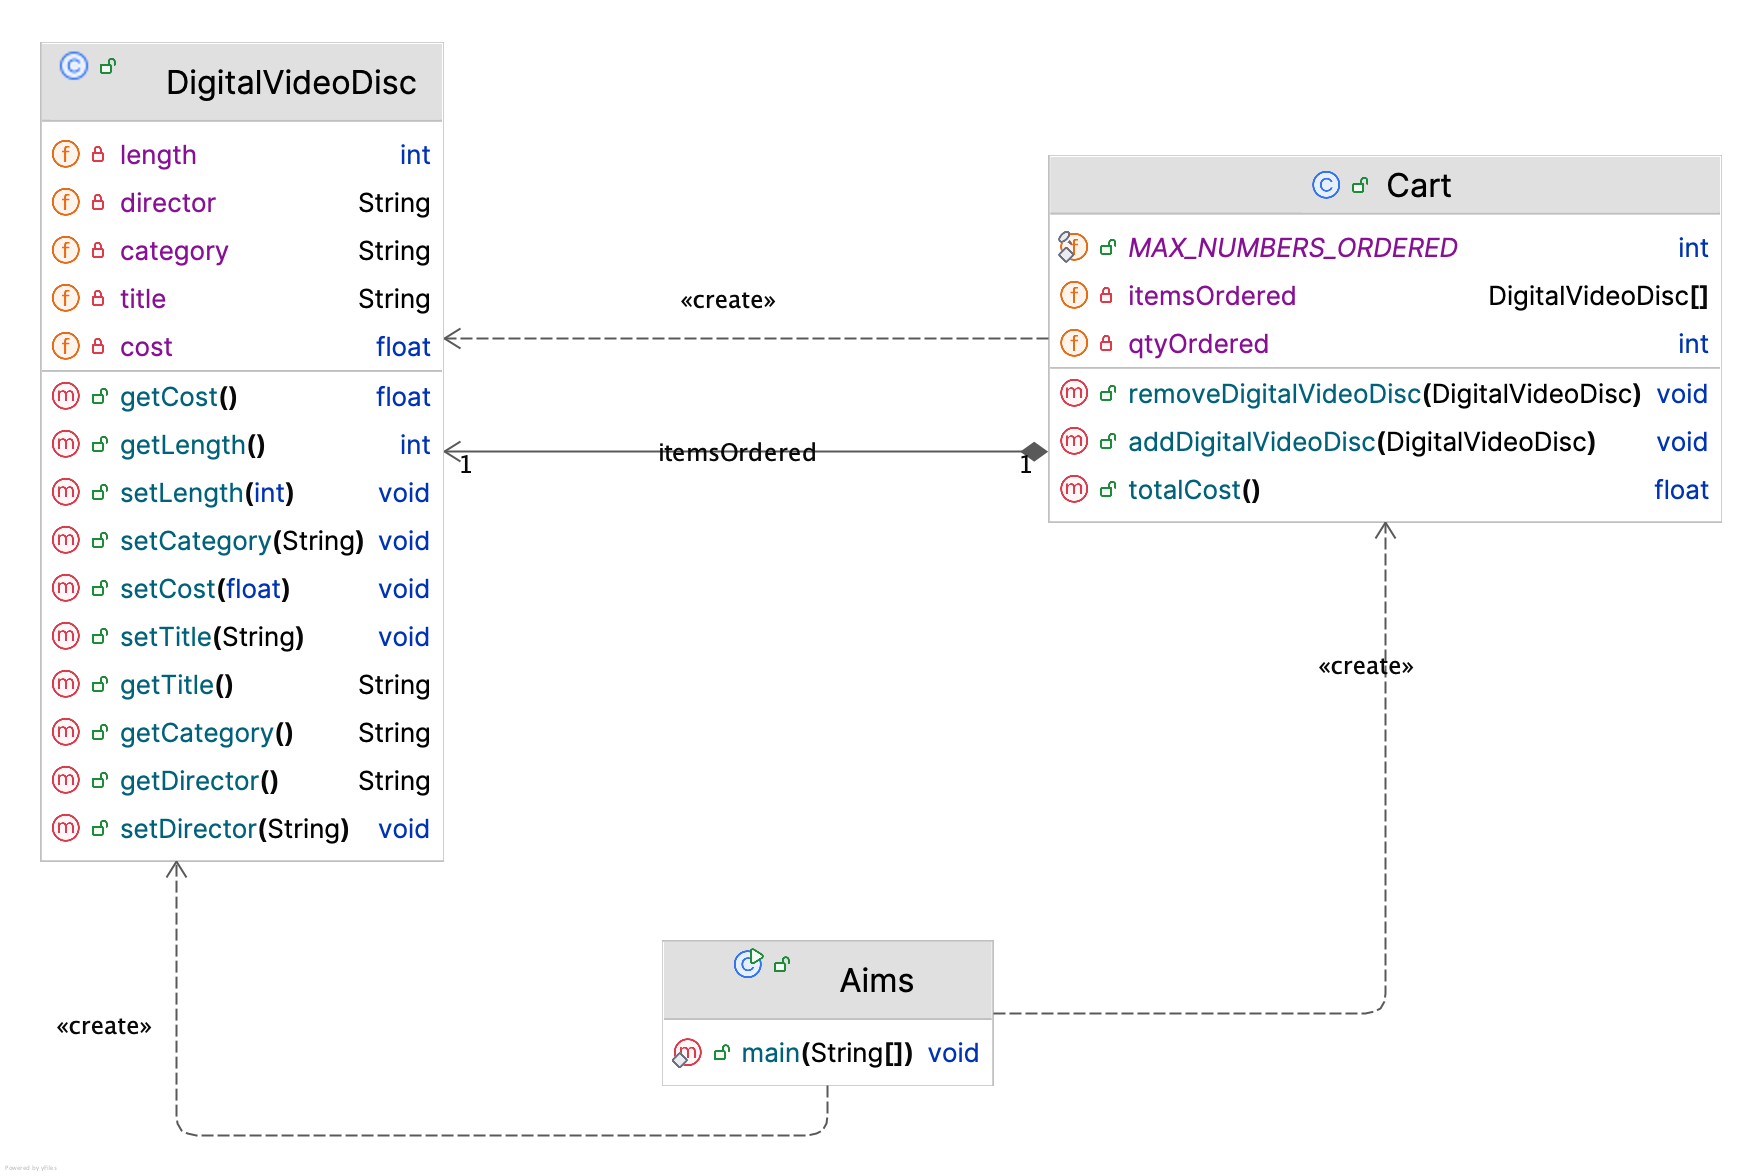 DigitalVideoDisc
length int
director String
category String
title String
cost float
getCost() float
getLength() int
setLength(int) void
setCategory(String) void
setCost(float) void
setTitle(String) void
getTitle() String
getCategory() String
getDirector() String
setDirector(String) void
«create»
itemsOrdered
1
1
Cart
MAX_NUMBERS_ORDERED int
itemsOrdered DigitalVideoDisc[]
qtyOrdered int
removeDigitalVideoDisc(DigitalVideoDisc) void
addDigitalVideoDisc(DigitalVideoDisc) void
totalCost() float
«create»
«create»
Aims
main(String[]) void
Powered by yFiles